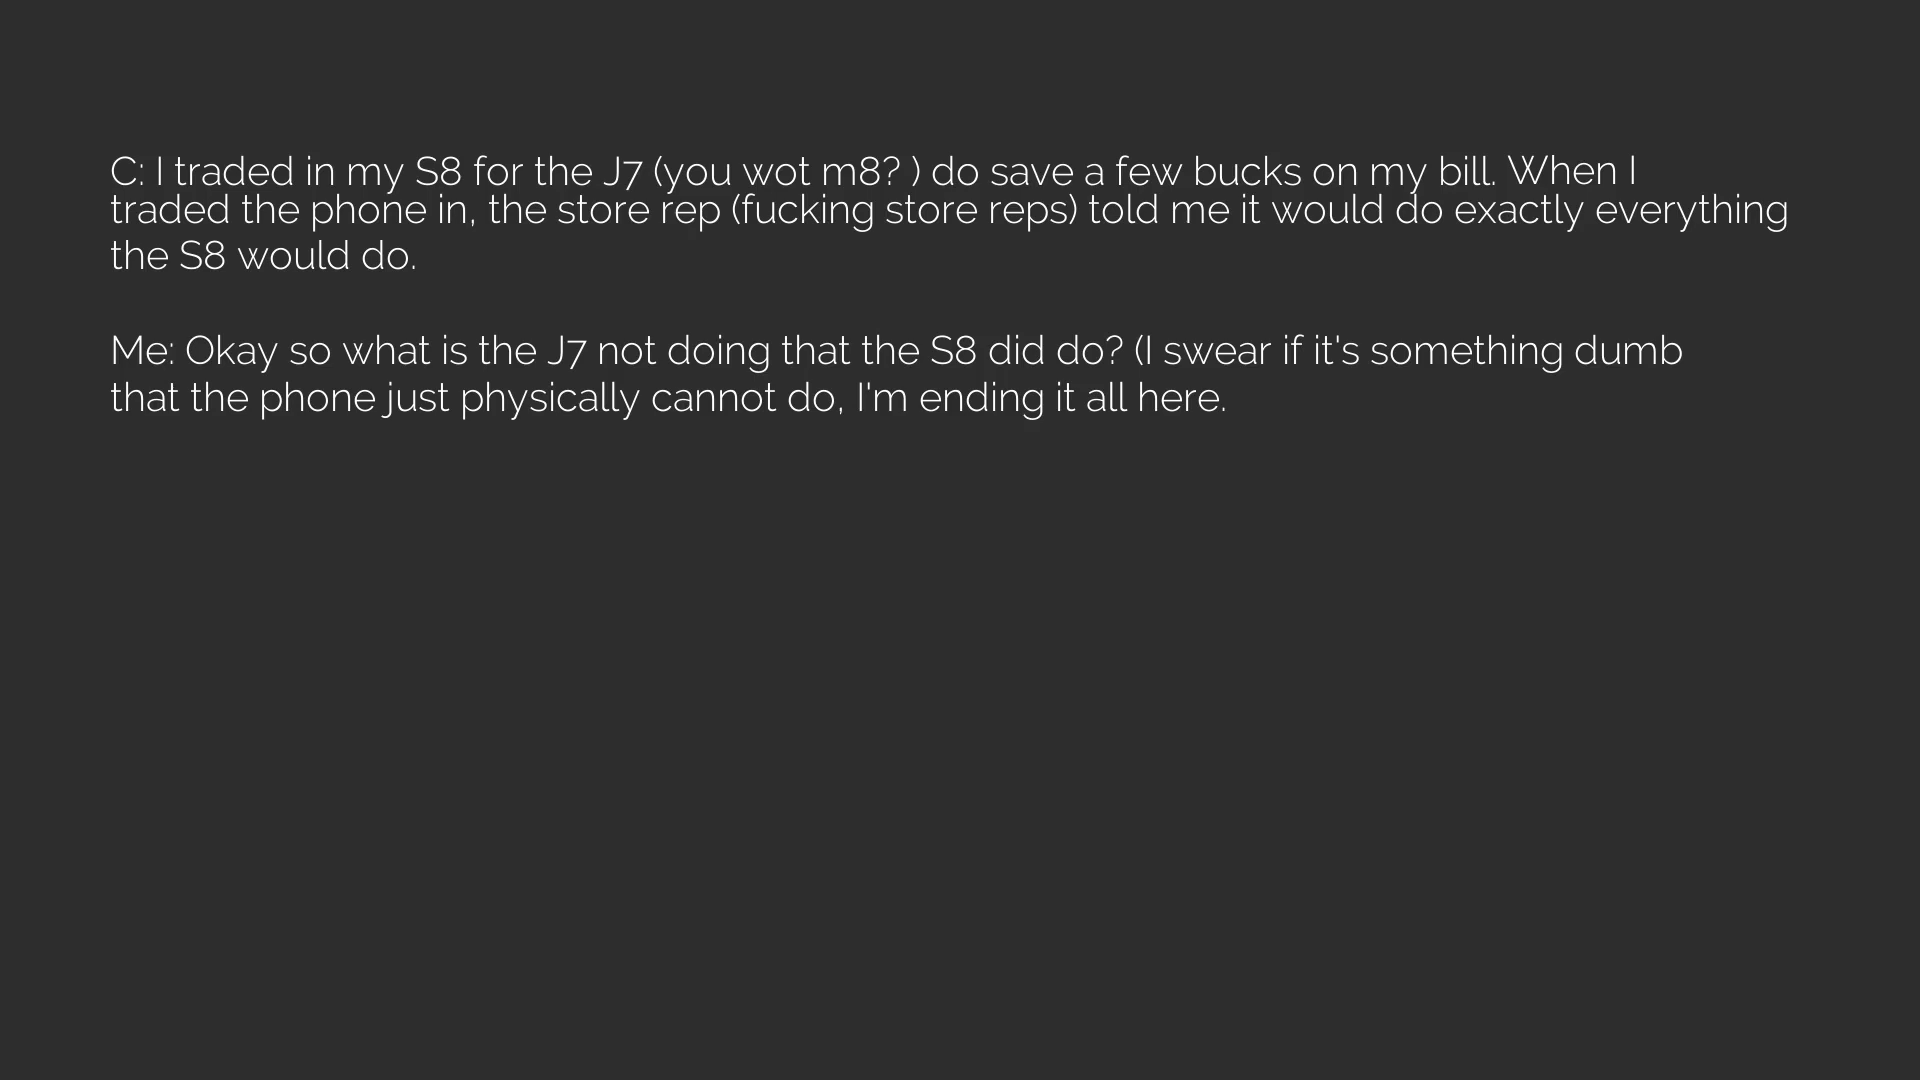 C: I traded in my S8 for the J7 (you wot m8? ) do save a few bucks on my bill. When I
traded the phone in, the store rep (fucking store reps) told me it would do exactly everything
the S8 would do.
Me: Okay so what is the J7 not doing that the S8 did do? (I swear if it's something dumb
that the phone just physically cannot do, I'm ending it all here.